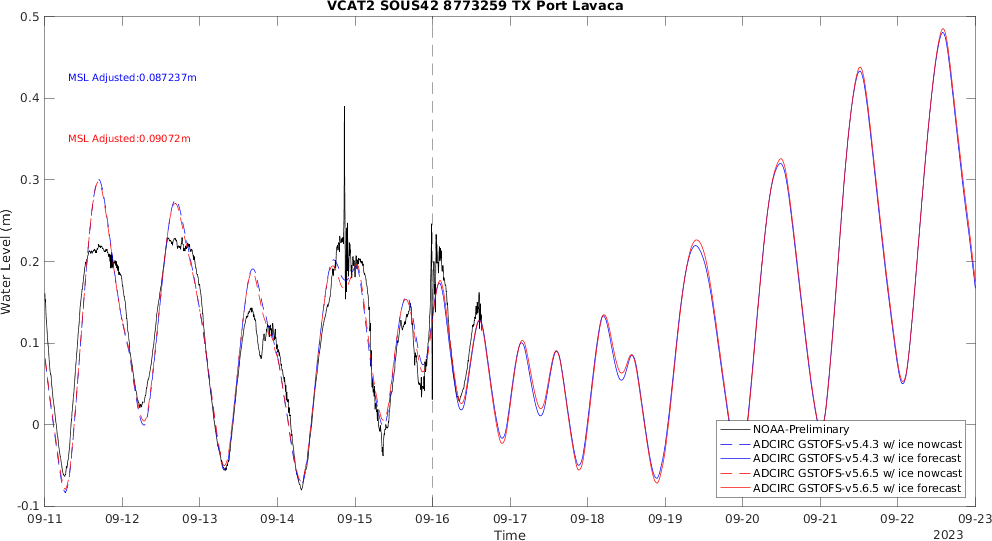 VCAT2 SOUS42 8773259 TX Port Lavaca
0.5
0.4
0.3
0.2
0.1
0
-0.1
Water Level (m)
MSL Adjusted:0.087237m
MSL Adjusted:0.09072m
NOAA-Preliminary
ADCIRC GSTOFS-v5.4.3 w/ ice nowcast
ADCIRC GSTOFS-v5.4.3 w/ ice forecast
ADCIRC GSTOFS-v5.6.5 w/ ice nowcast
ADCIRC GSTOFS-v5.6.5 w/ ice forecast
09-11 09-12 09-13 09-14 09-15 09-16 09-17 09-18 09-19 09-20 09-21 09-22 09-23
Time
2023